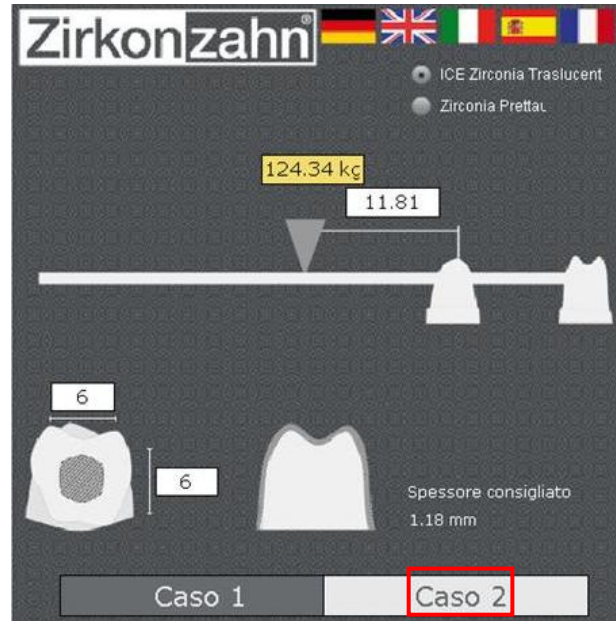 Zirkonzahn®
ICE Zirconia Traslucent
Zirconia Prettau
124.34 kg
11.81
6
6
Spessore consigliato
1.18 mm
Caso 1
Caso 2